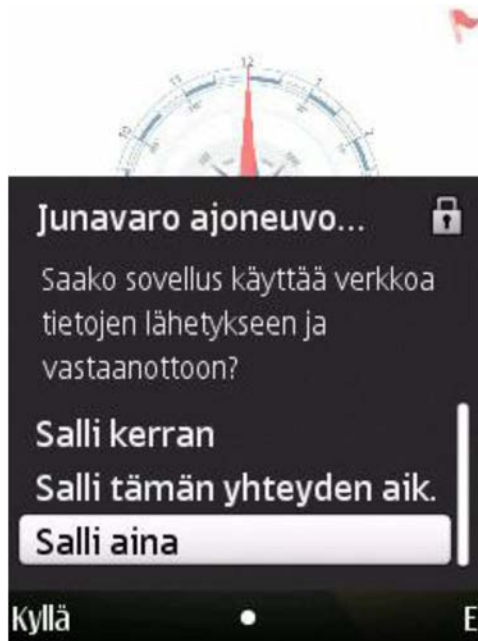 12
Junavaro ajoneuvo...
Saako sovellus käyttää verkkoa
tietojen lähetykseen ja
vastaanottoon?
Salli kerran
Salli tämän yhteyden aik.
Salli aina
Kyllä
E